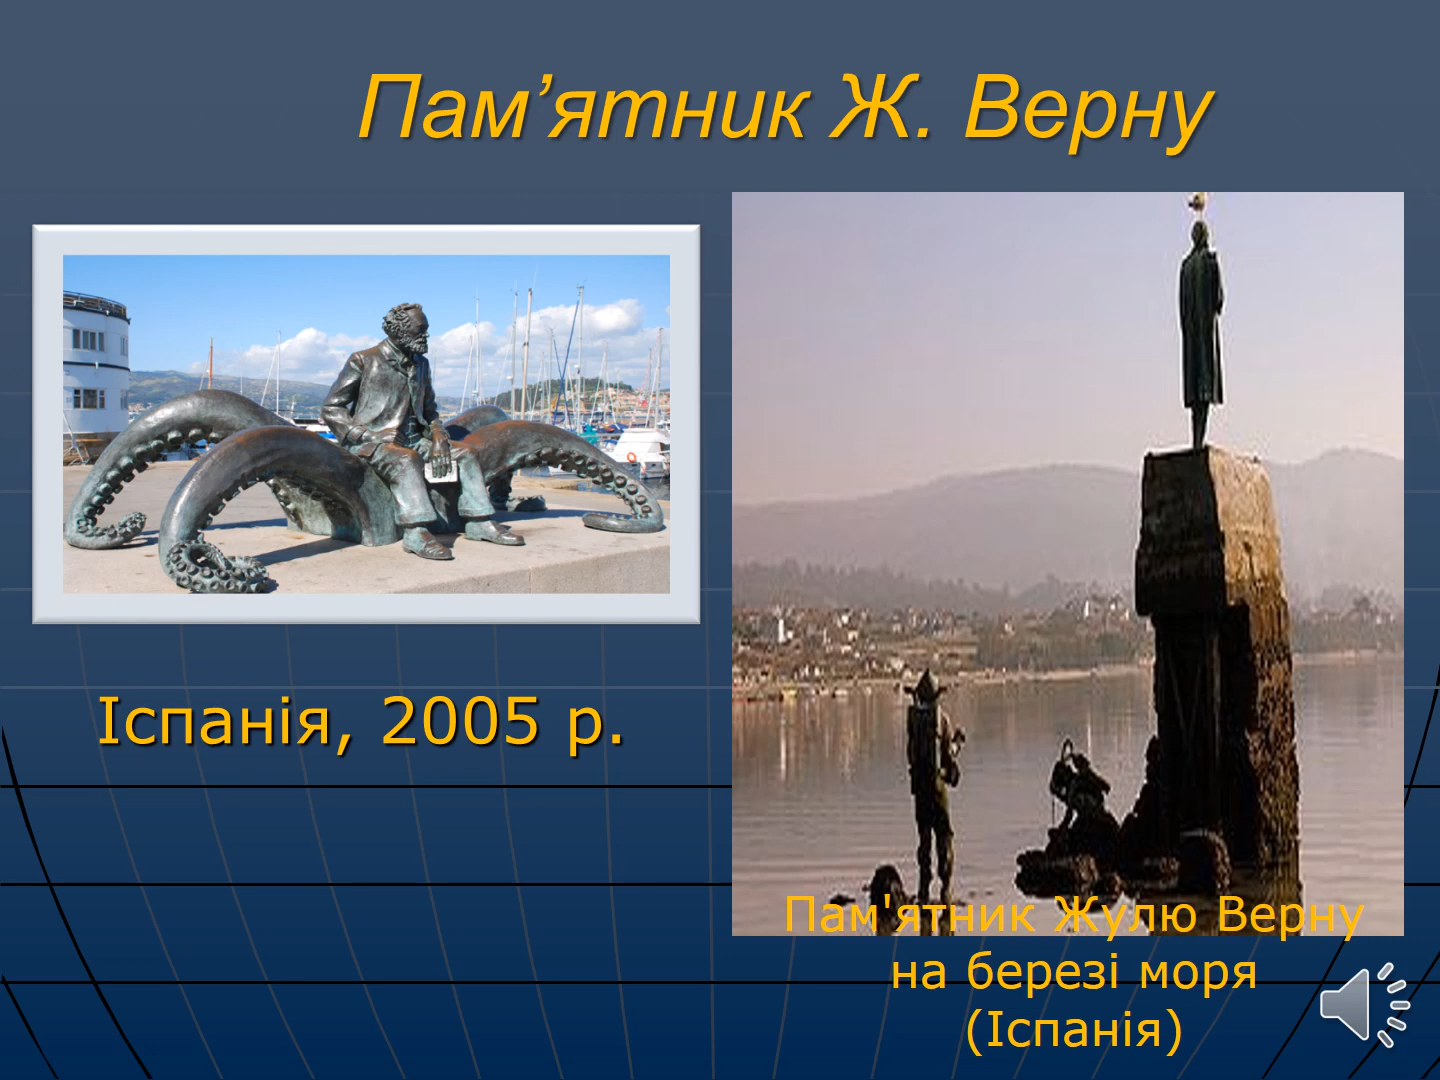 Пам’ятник Ж. Верну
Іспанія, 2005 р.
Пам'ятник Жулю Верну
на березі моря
(Іспанія)